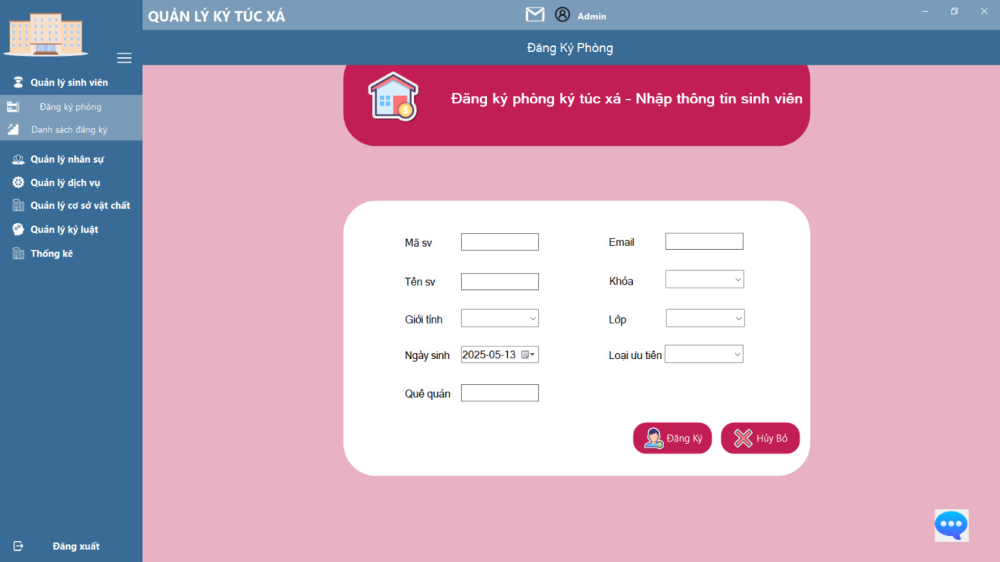 QUẢN LÝ KÝ TÚC XÁ
Admin
Đăng Ký Phòng
Quản lý sinh viên
Đăng ký phòng
Danh sách đăng ký
Quản lý nhân sự
Quản lý dịch vụ
Quản lý cơ sở vật chất
Quản lý kỷ luật
Thống kê
Đăng xuất
Đăng ký phòng ký túc xá - Nhập thông tin sinh viên
Mã sv
Email
Tên sv
Khóa
Giới tính
Lớp
Ngày sinh 2025-05-13
Loại ưu tiên
Quê quán
Đăng Ký
Hủy Bỏ